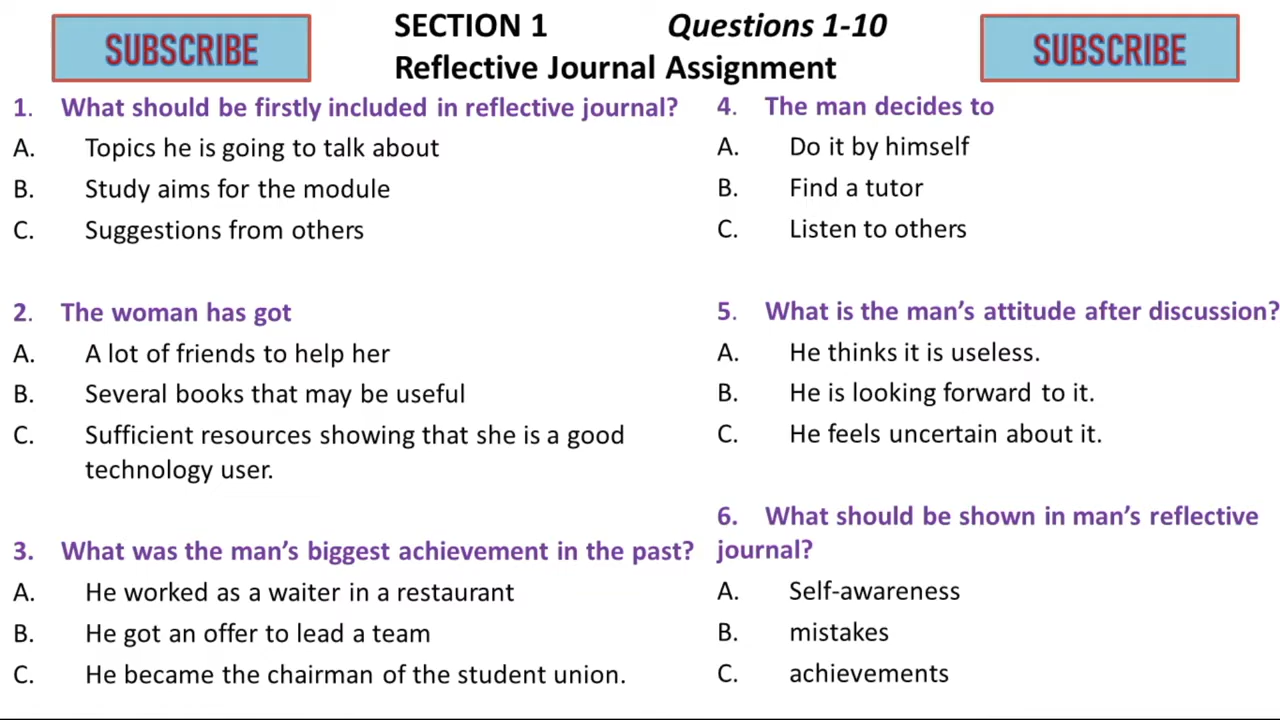 SUBSCRIBE
SECTION 1 Questions 1-10
Reflective Journal Assignment
SUBSCRIBE
1. What should be firstly included in reflective journal?
A. Topics he is going to talk about
B. Study aims for the module
C. Suggestions from others
2. The woman has got
A. A lot of friends to help her
B. Several books that may be useful
C. Sufficient resources showing that she is a good
technology user.
3. What was the man’s biggest achievement in the past?
A. He worked as a waiter in a restaurant
B. He got an offer to lead a team
C. He became the chairman of the student union.
4. The man decides to
A. Do it by himself
B. Find a tutor
C. Listen to others
5. What is the man’s attitude after discussion?
A. He thinks it is useless.
B. He is looking forward to it.
C. He feels uncertain about it.
6. What should be shown in man’s reflective
journal?
A. Self-awareness
B. mistakes
C. achievements